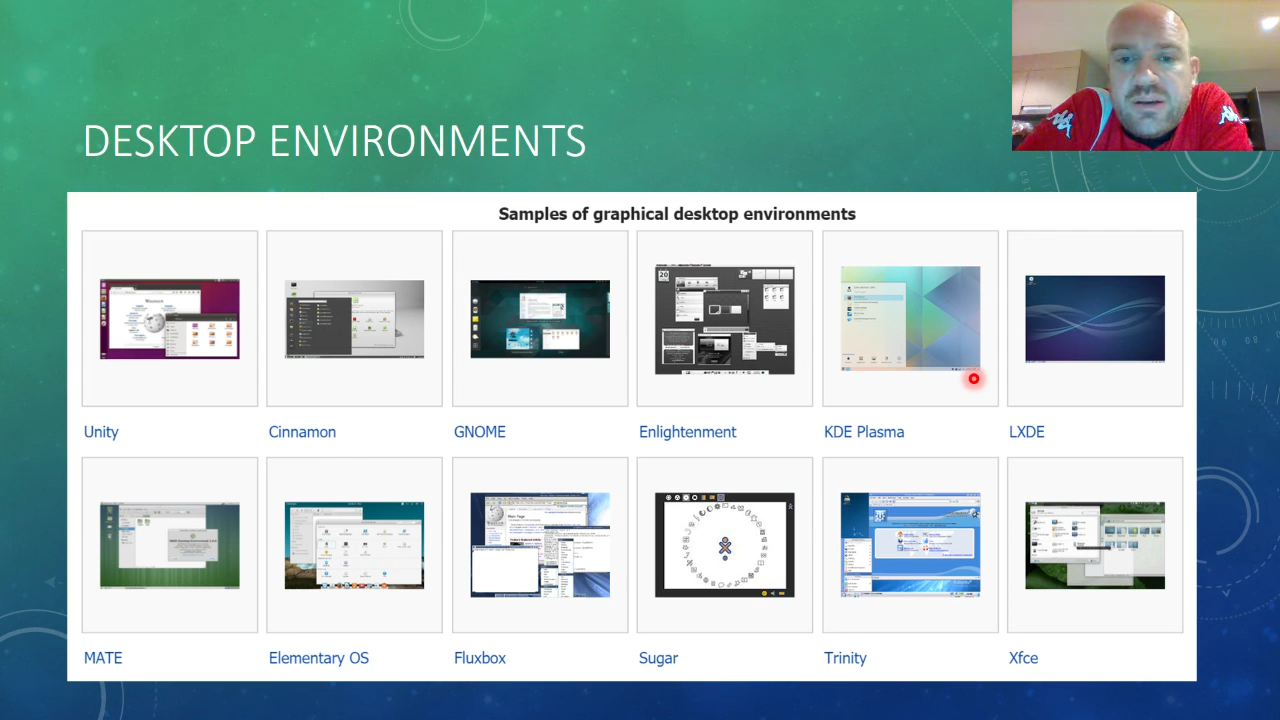 DESKTOP ENVIRONMENTS
Samples of graphical desktop environments
Unity
Cinnamon
GNOME
Enlightenment
KDE Plasma
LXDE
MATE
Elementary OS
Fluxbox
Sugar
Trinity
Xfce